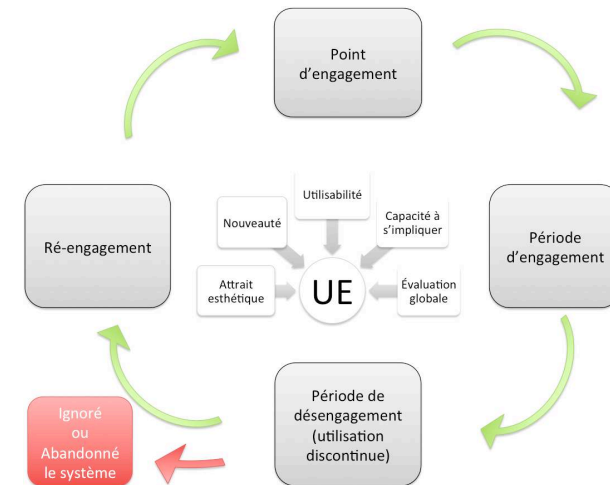 Point
d'engagement
Utilisabilité
Nouveauté
Capacité à
s'impliquer
Ré-engagement
Période
d'engagement
Attrait
esthétique
UE
Évaluation
globale
Période de
désengagement
(utilisation
discontinue)
Ignoré
ou
Abandonné
le système